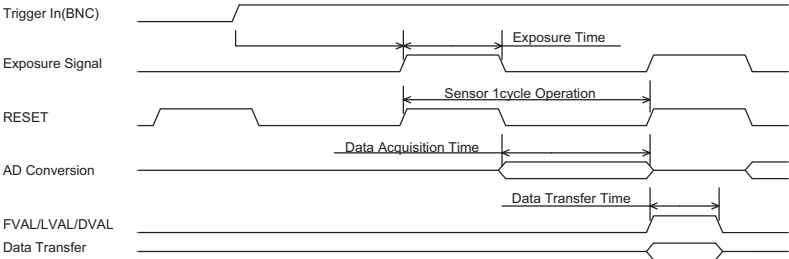 Trigger In(BNC)
Exposure Time
Exposure Signal
Sensor 1cycle Operation
RESET
Data Acquisition Time
AD Conversion
Data Transfer Time
FVAL/LVAL/DVAL
Data Transfer